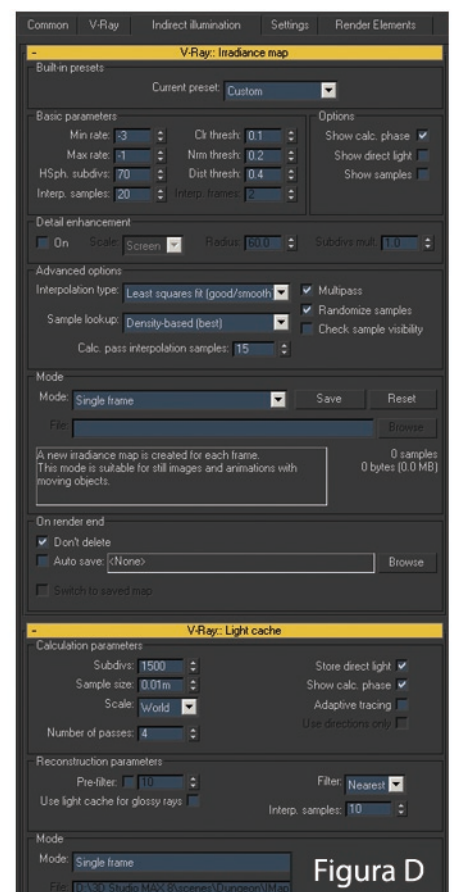 Common V-Ray Indirect illumination Settings Render Elements
- V-Ray:: Irradiance map
Built-in presets
Current preset: Custom
Basic parameters
Min rate: -3
Max rate: -1
HSph. subdivs: 70
Interp. samples: 20
Clr thresh: 0.1
Nrm thresh: 0.2
Dist thresh: 0.4
Interp. frames: 2
Options
Show calc. phase
Show direct light
Show samples
Detail enhancement
On Scale: Screen Radius: 60.0 Subdivs mult. 1.0
Advanced options
Interpolation type: Least squares fit (good/smooth
Sample lookup: Density-based (best)
Calc. pass interpolation samples: 15
Multipass
Randomize samples
Check sample visibility
Mode
Mode: Single frame Save Reset
File: Browse
A new irradiance map is created for each frame.
This mode is suitable for still images and animations with
moving objects.
0 samples
0 bytes (0.0 MB)
On render end
Don't delete
Auto save: <None> Browse
Switch to saved map
- V-Ray:: Light cache
Calculation parameters
Subdivs: 1500
Sample size: 0.01m
Scale: World
Number of passes: 4
Store direct light
Show calc. phase
Adaptive tracing
Use directions only
Reconstruction parameters
Pre-filter: 10
Use light cache for glossy rays
Filter: Nearest
Interp. samples: 10
Mode
Mode: Single frame
File: D:\3D Studio MAX 8\scenes\Dungeon\IMap
Figura D